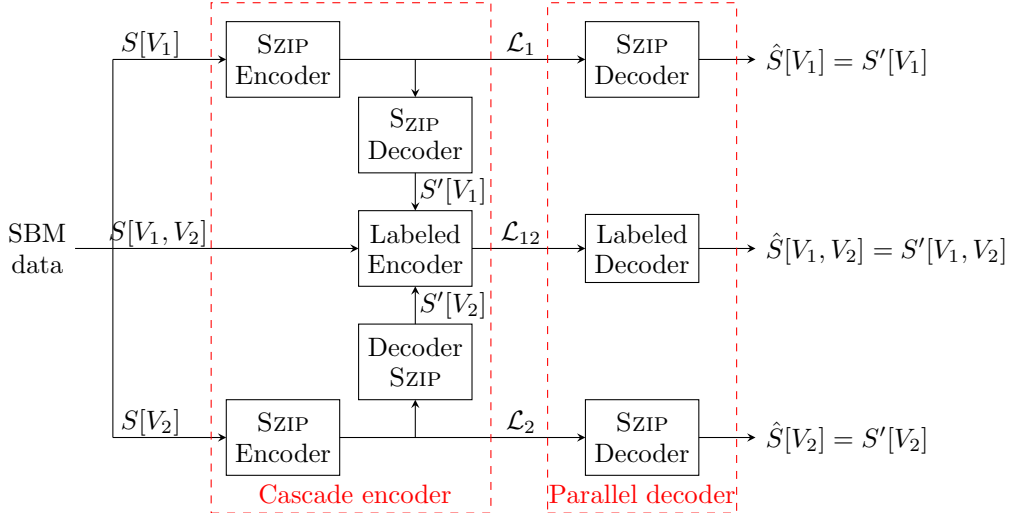 S[V₁]
SZIP
Encoder
ℒ₁
SZIP
Decoder
Ŝ[V₁] = S′[V₁]
SZIP
Decoder
S′[V₁]
SBM
data
S[V₁, V₂]
Labeled
Encoder
ℒ₁₂
Labeled
Decoder
Ŝ[V₁, V₂] = S′[V₁, V₂]
S′[V₂]
Decoder
SZIP
S[V₂]
SZIP
Encoder
ℒ₂
SZIP
Decoder
Ŝ[V₂] = S′[V₂]
Cascade encoder
Parallel decoder